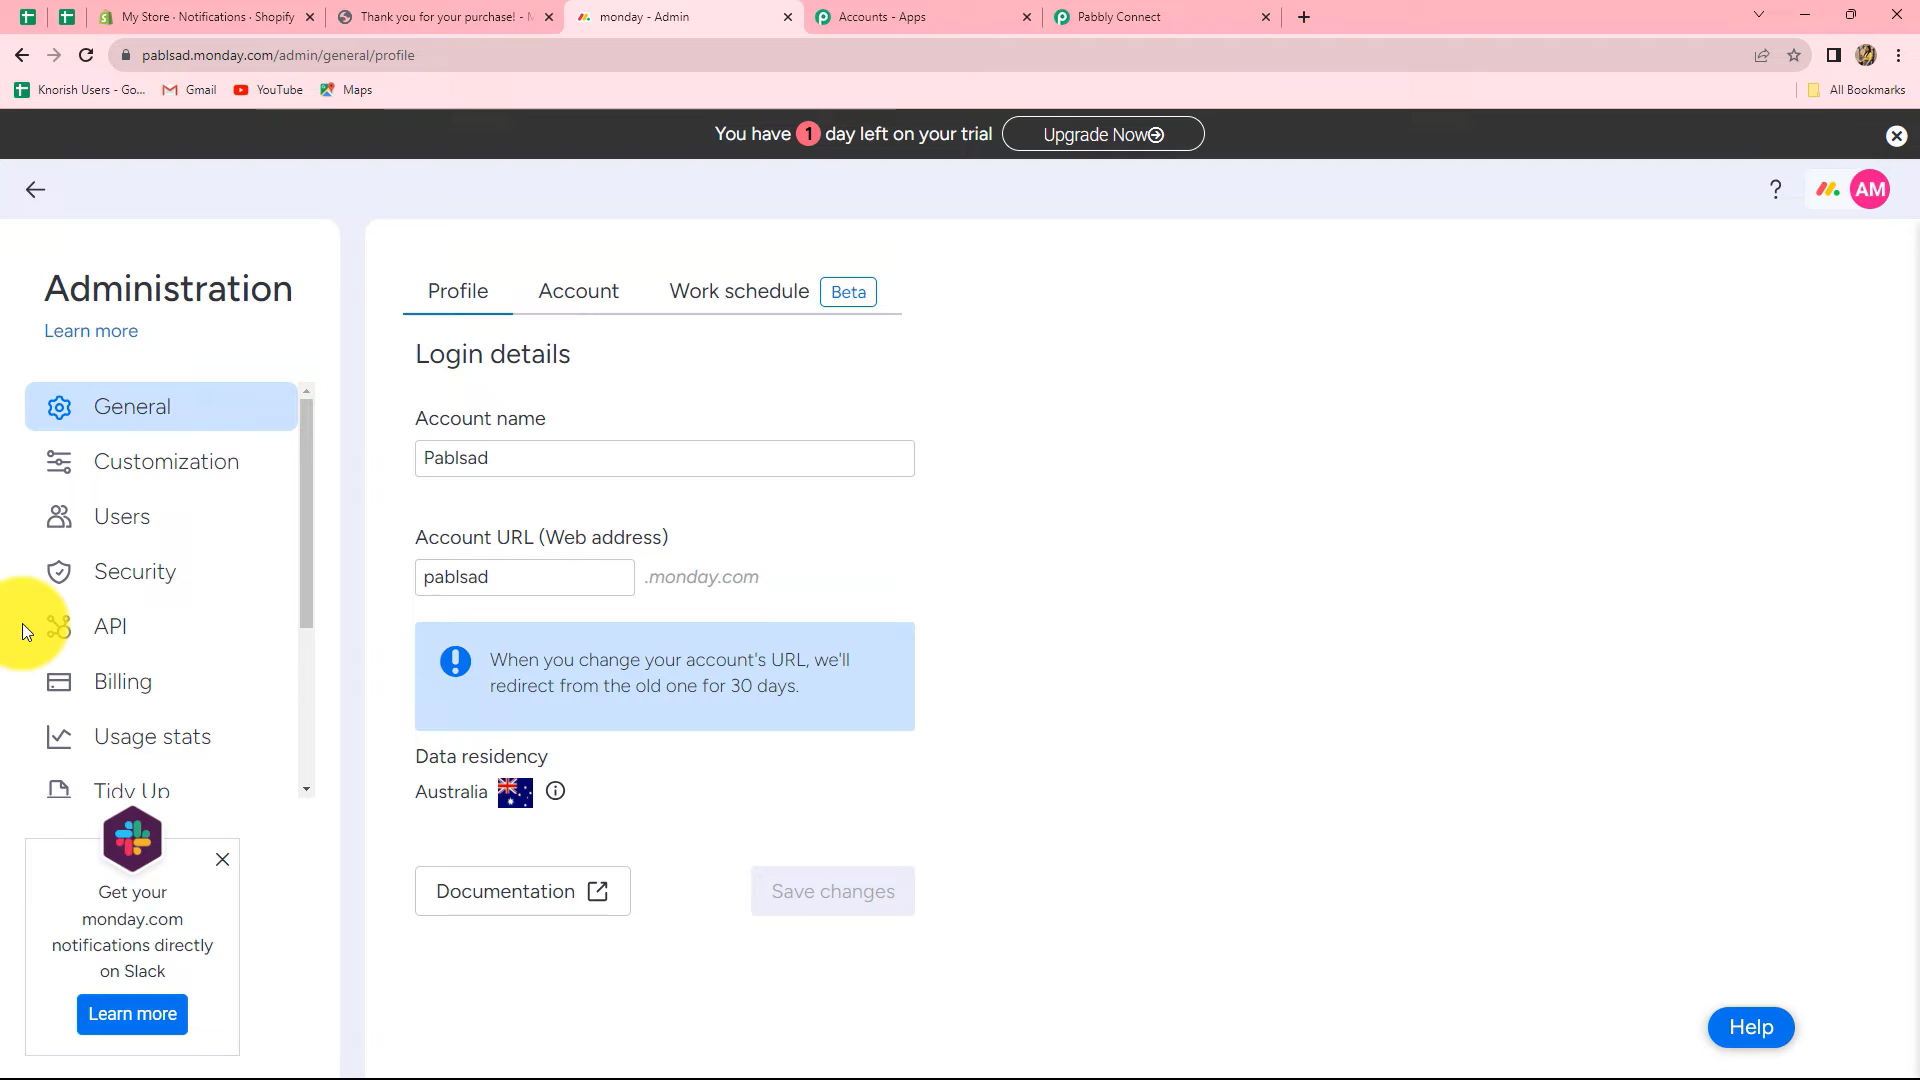 My Store · Notifications · Shopify
Thank you for your purchase! -
monday - Admin
Accounts - Apps
Pabbly Connect
pablsad.monday.com/admin/general/profile
Knorish Users - Go...
Gmail
YouTube
Maps
All Bookmarks
You have 1 day left on your trial
Upgrade Now
?
AM
Administration
Learn more
General
Customization
Users
Security
API
Billing
Usage stats
Tidy Up
Get your
monday.com
notifications directly
on Slack
Learn more
Profile
Account
Work schedule
Beta
Login details
Account name
Pablsad
Account URL (Web address)
pablsad
.monday.com
When you change your account's URL, we'll
redirect from the old one for 30 days.
Data residency
Australia
Documentation
Save changes
Help